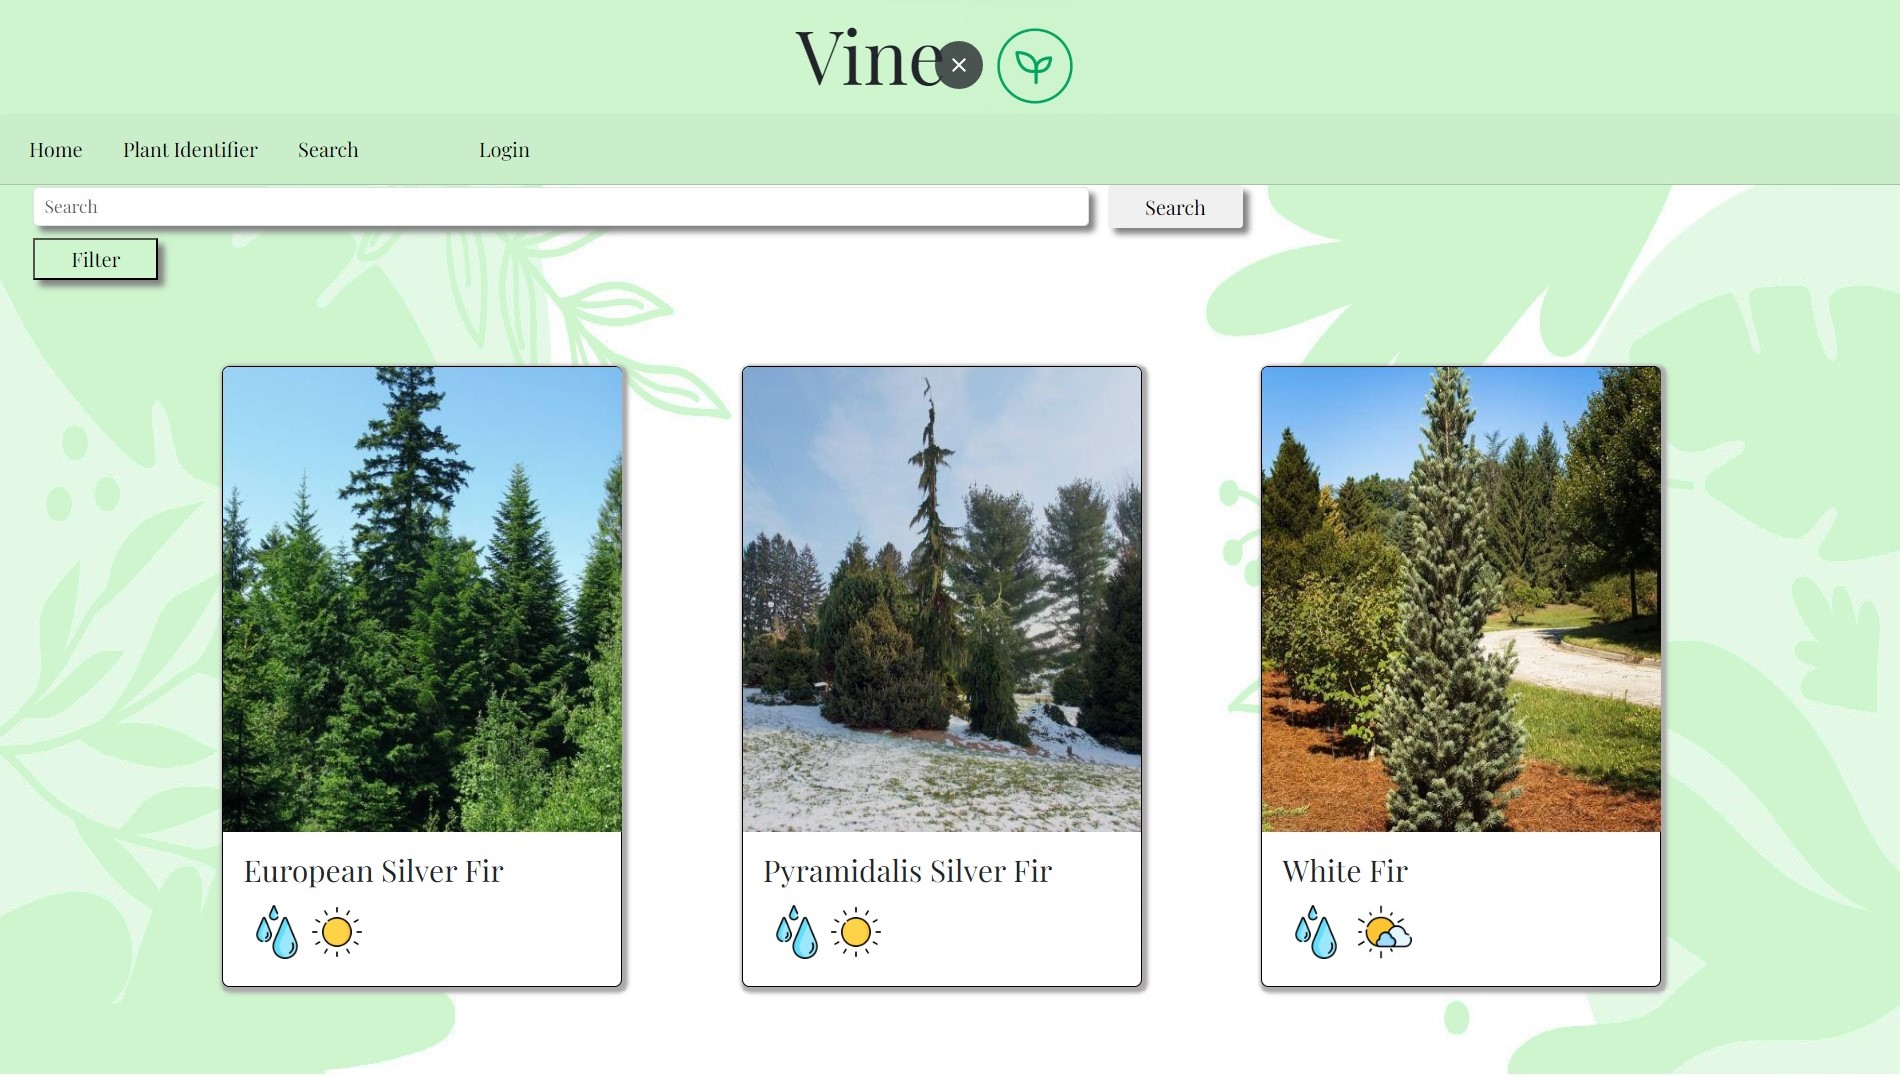 Vine
Home Plant Identifier Search Login
Search Search
Filter
European Silver Fir Pyramidalis Silver Fir White Fir